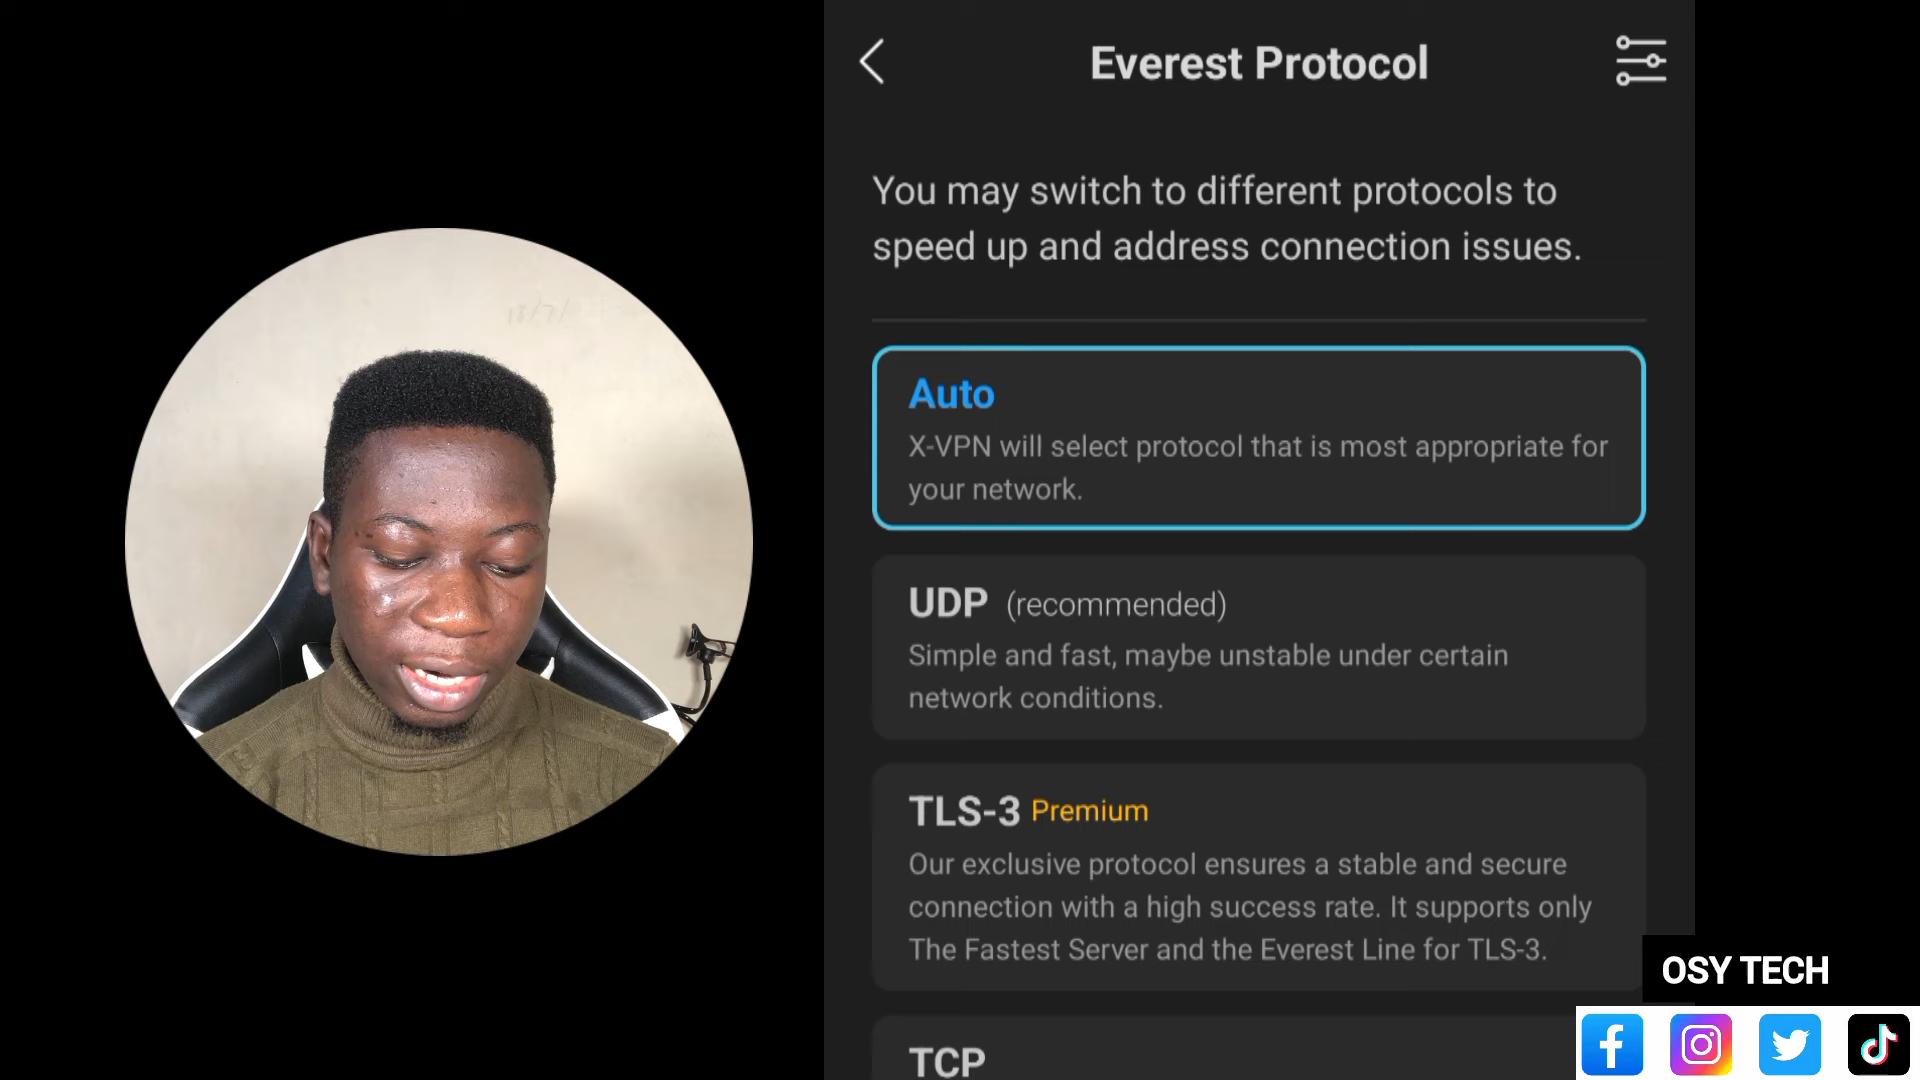 Everest Protocol
You may switch to different protocols to
speed up and address connection issues.
Auto
X-VPN will select protocol that is most appropriate for
your network.
UDP (recommended)
Simple and fast, maybe unstable under certain
network conditions.
TLS-3 Premium
Our exclusive protocol ensures a stable and secure
connection with a high success rate. It supports only
The Fastest Server and the Everest Line for TLS-3.
TCP
OSY TECH